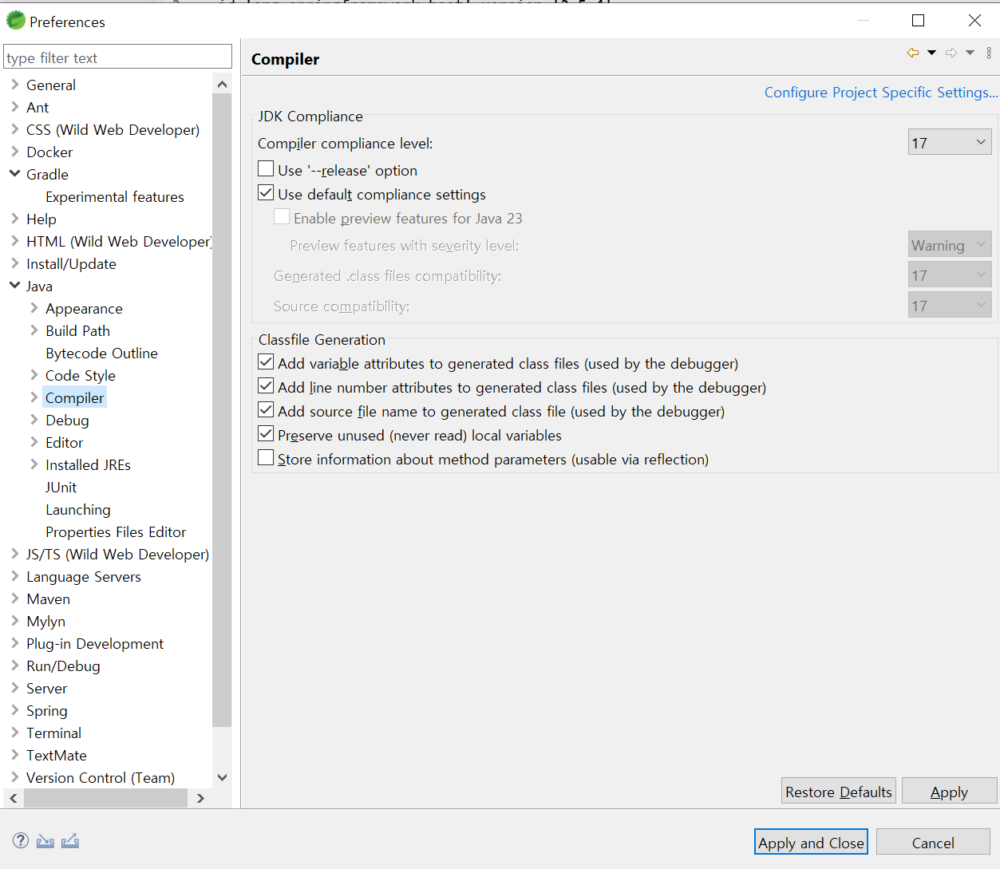 Preferences
type filter text
General
Ant
CSS (Wild Web Developer)
Docker
Gradle
Experimental features
Help
HTML (Wild Web Developer)
Install/Update
Java
Appearance
Build Path
Bytecode Outline
Code Style
Compiler
Debug
Editor
Installed JREs
JUnit
Launching
Properties Files Editor
JS/TS (Wild Web Developer)
Language Servers
Maven
Mylyn
Plug-in Development
Run/Debug
Server
Spring
Terminal
TextMate
Version Control (Team)
Compiler
Configure Project Specific Settings...
JDK Compliance
Compiler compliance level: 17
Use '--release' option
Use default compliance settings
Enable preview features for Java 23
Preview features with severity level: Warning
Generated .class files compatibility: 17
Source compatibility: 17
Classfile Generation
Add variable attributes to generated class files (used by the debugger)
Add line number attributes to generated class files (used by the debugger)
Add source file name to generated class file (used by the debugger)
Preserve unused (never read) local variables
Store information about method parameters (usable via reflection)
Restore Defaults Apply
Apply and Close Cancel